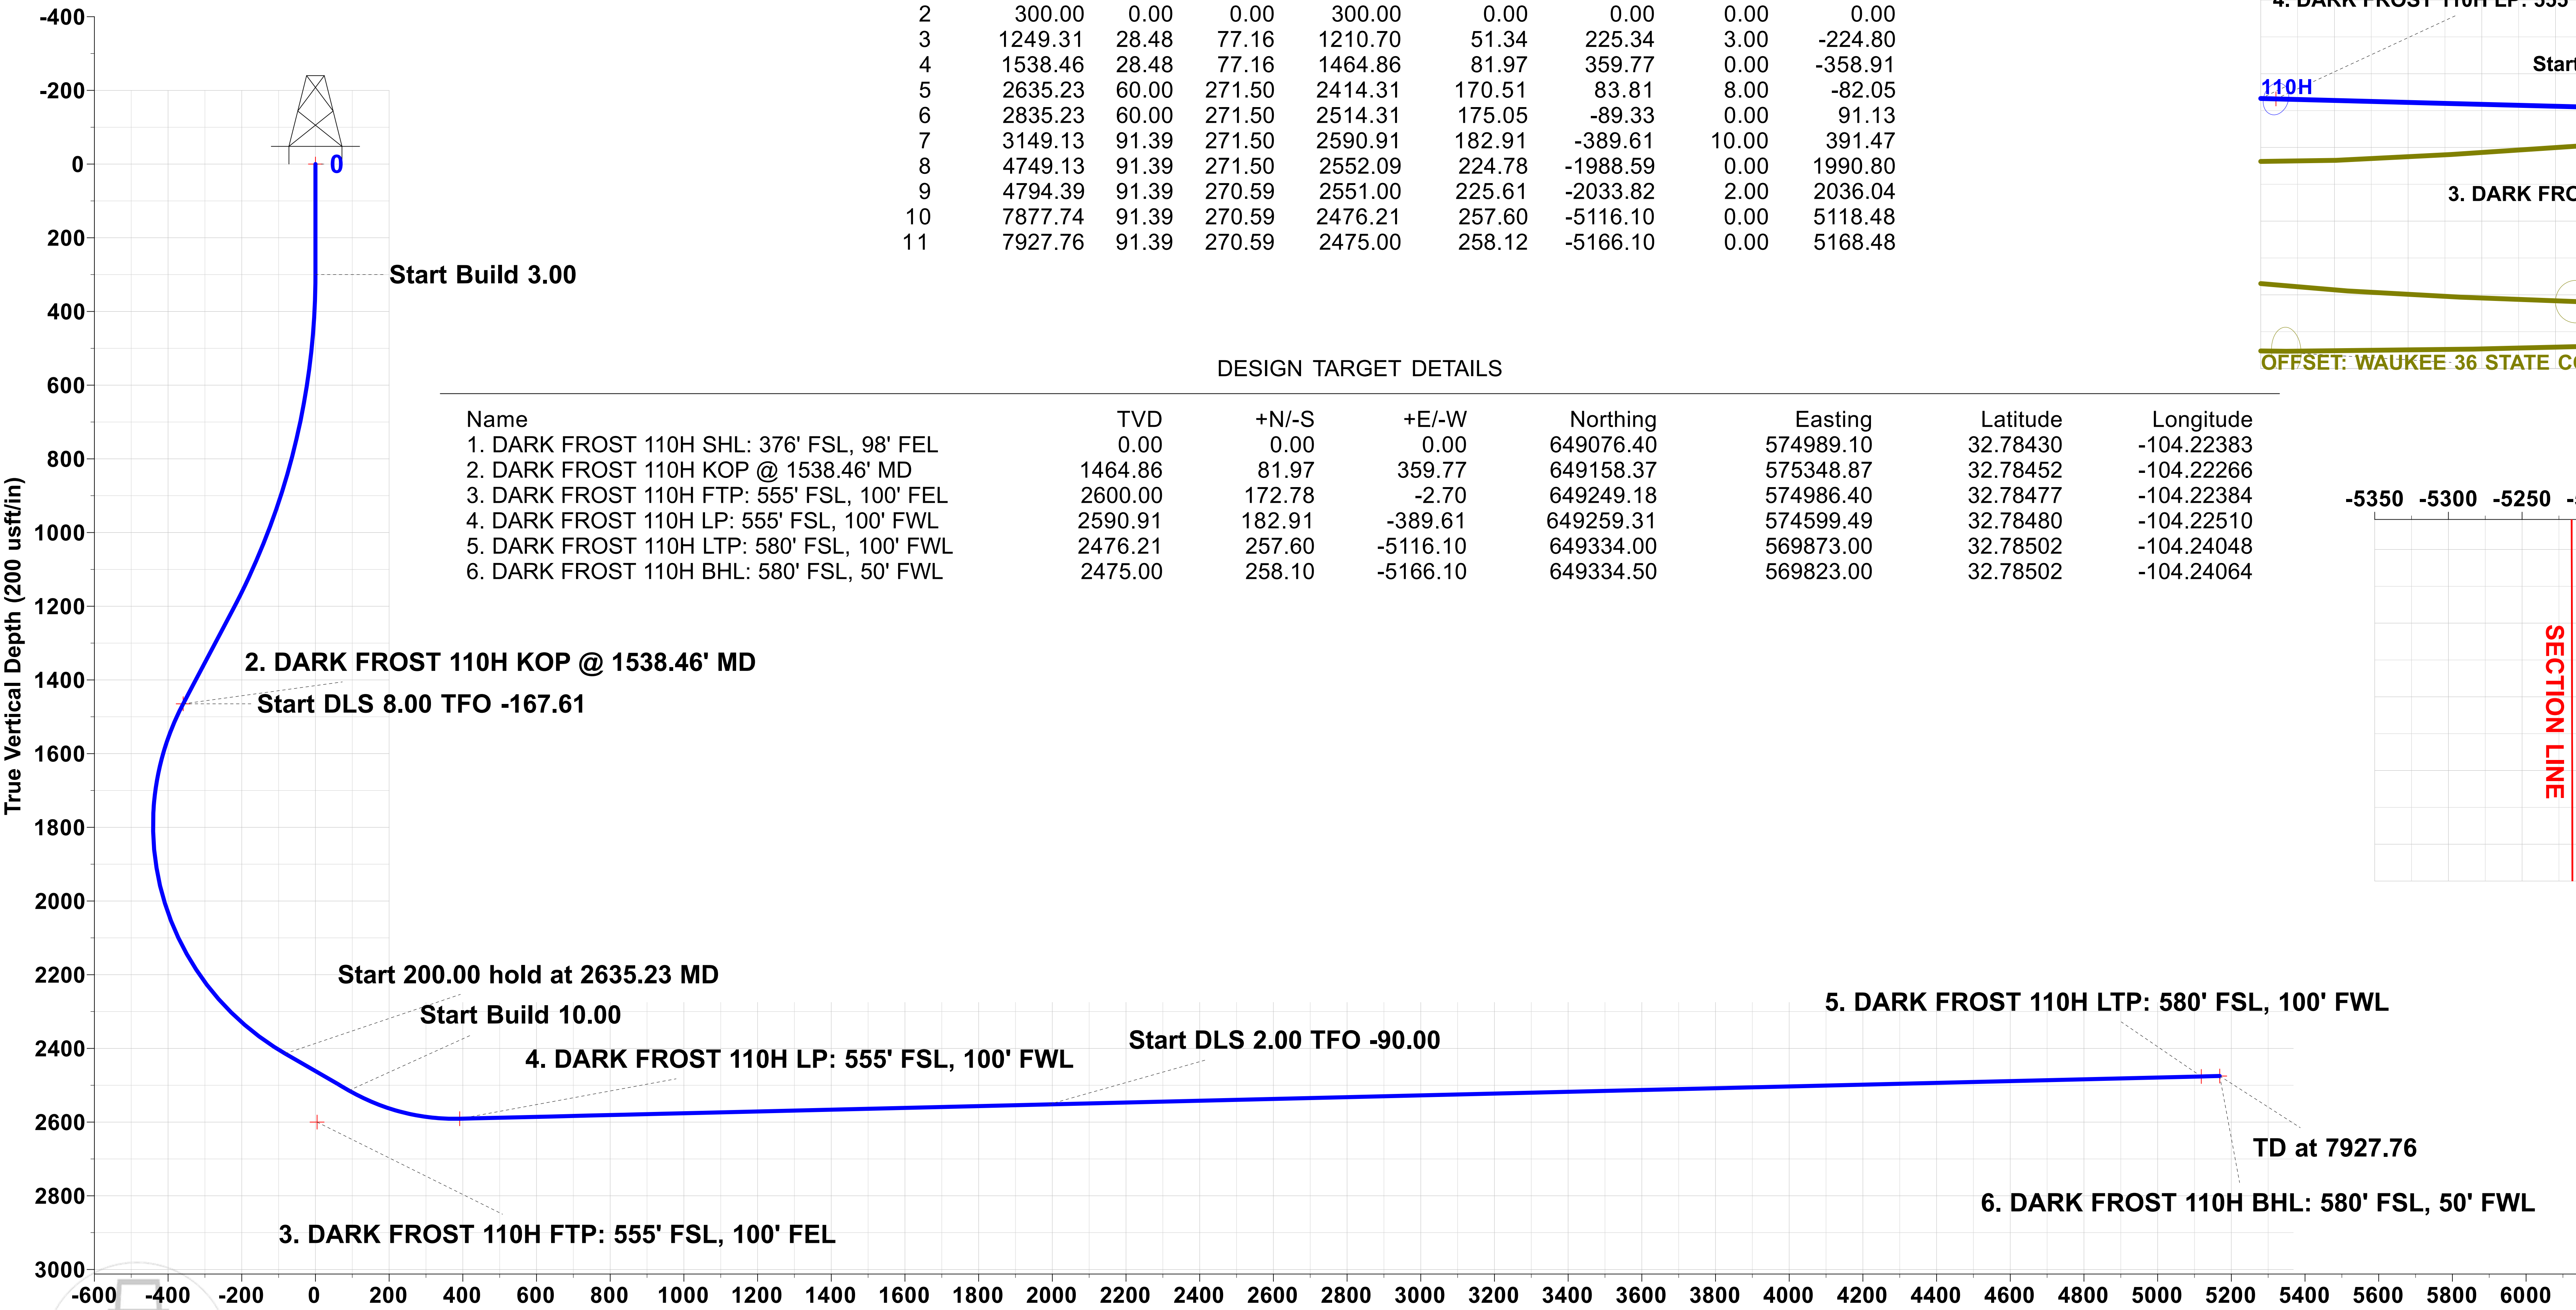 2 300.00 0.00 0.00 300.00 0.00 0.00 0.00 0.00
3 1249.31 28.48 77.16 1210.70 51.34 225.34 3.00 -224.80
4 1538.46 28.48 77.16 1464.86 81.97 359.77 0.00 -358.91
5 2635.23 60.00 271.50 2414.31 170.51 83.81 8.00 -82.05
6 2835.23 60.00 271.50 2514.31 175.05 -89.33 0.00 91.13
7 3149.13 91.39 271.50 2590.91 182.91 -389.61 10.00 391.47
8 4749.13 91.39 271.50 2552.09 224.78 -1988.59 0.00 1990.80
9 4794.39 91.39 270.59 2551.00 225.61 -2033.82 2.00 2036.04
10 7877.74 91.39 270.59 2476.21 257.60 -5116.10 0.00 5118.48
11 7927.76 91.39 270.59 2475.00 258.12 -5166.10 0.00 5168.48
DESIGN TARGET DETAILS
Name TVD +N/-S +E/-W Northing Easting Latitude Longitude
1. DARK FROST 110H SHL: 376' FSL, 98' FEL 0.00 0.00 0.00 649076.40 574989.10 32.78430 -104.22383
2. DARK FROST 110H KOP @ 1538.46' MD 1464.86 81.97 359.77 649158.37 575348.87 32.78452 -104.22266
3. DARK FROST 110H FTP: 555' FSL, 100' FEL 2600.00 172.78 -2.70 649249.18 574986.40 32.78477 -104.22384
4. DARK FROST 110H LP: 555' FSL, 100' FWL 2590.91 182.91 -389.61 649259.31 574599.49 32.78480 -104.22510
5. DARK FROST 110H LTP: 580' FSL, 100' FWL 2476.21 257.60 -5116.10 649334.00 569873.00 32.78502 -104.24048
6. DARK FROST 110H BHL: 580' FSL, 50' FWL 2475.00 258.10 -5166.10 649334.50 569823.00 32.78502 -104.24064
True Vertical Depth (200 usft/in)
-400
-200
0
200
400
600
800
1000
1200
1400
1600
1800
2000
2200
2400
2600
2800
3000
-600 -400 -200 0 200 400 600 800 1000 1200 1400 1600 1800 2000 2200 2400 2600 2800 3000 3200 3400 3600 3800 4000 4200 4400 4600 4800 5000 5200 5400 5600 5800 6000
0
Start Build 3.00
2. DARK FROST 110H KOP @ 1538.46' MD
Start DLS 8.00 TFO -167.61
Start 200.00 hold at 2635.23 MD
Start Build 10.00
4. DARK FROST 110H LP: 555' FSL, 100' FWL
Start DLS 2.00 TFO -90.00
5. DARK FROST 110H LTP: 580' FSL, 100' FWL
TD at 7927.76
6. DARK FROST 110H BHL: 580' FSL, 50' FWL
3. DARK FROST 110H FTP: 555' FSL, 100' FEL
4. DARK FROST 110H LP: 555'
Start
110H
3. DARK FRO
OFFSET: WAUKEE 36 STATE CO
-5350 -5300 -5250
SECTION LINE